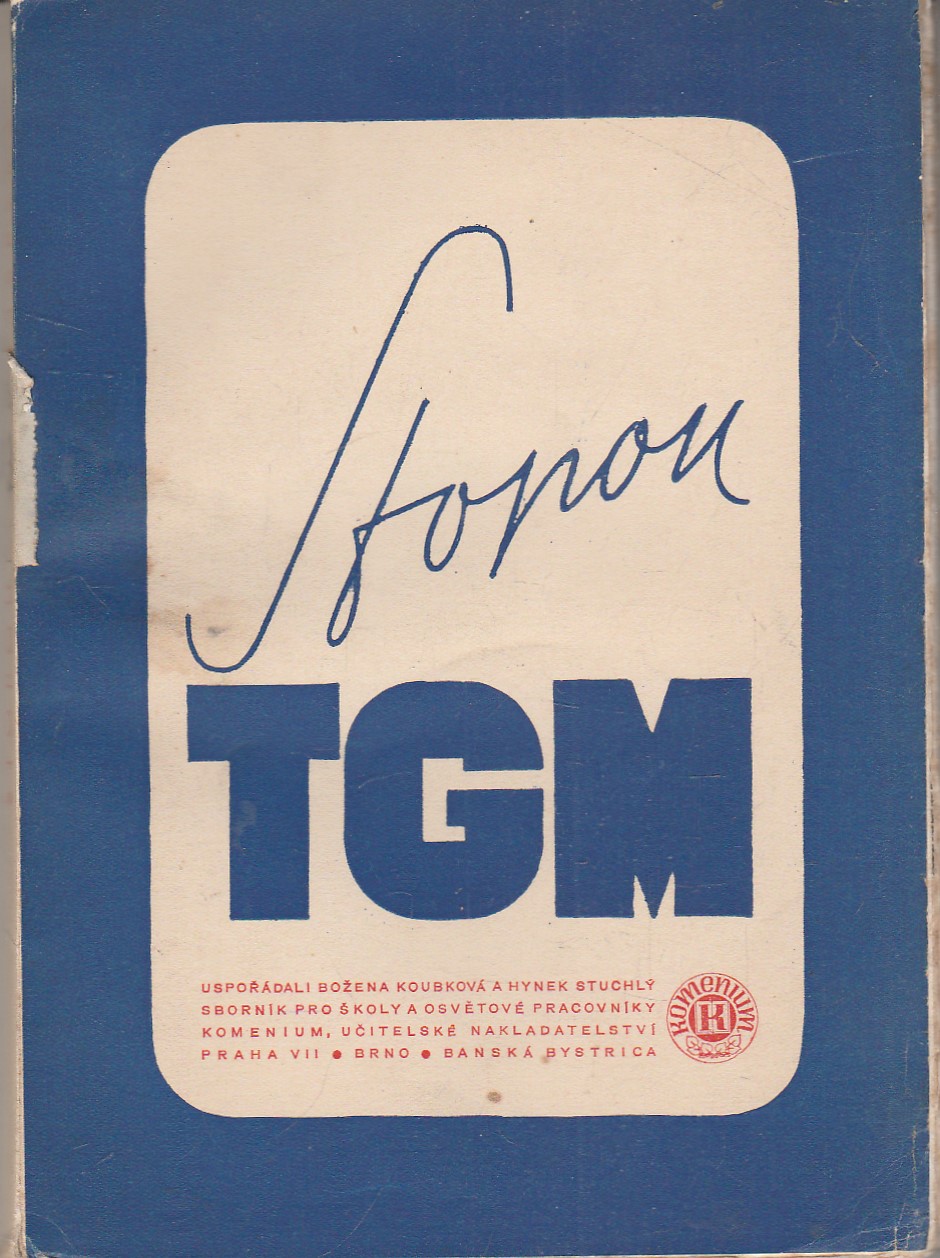 Stopou
TGM
USPOŘÁDALI BOŽENA KOUBKOVÁ A HYNEK STUCHLÝ
SBORNÍK PRO ŠKOLY A OSVĚTOVÉ PRACOVNÍKY
KOMENIUM, UČITELSKÉ NAKLADATELSTVÍ
PRAHA VII ● BRNO ● BANSKÁ BYSTRICA
KOMENIUM
K